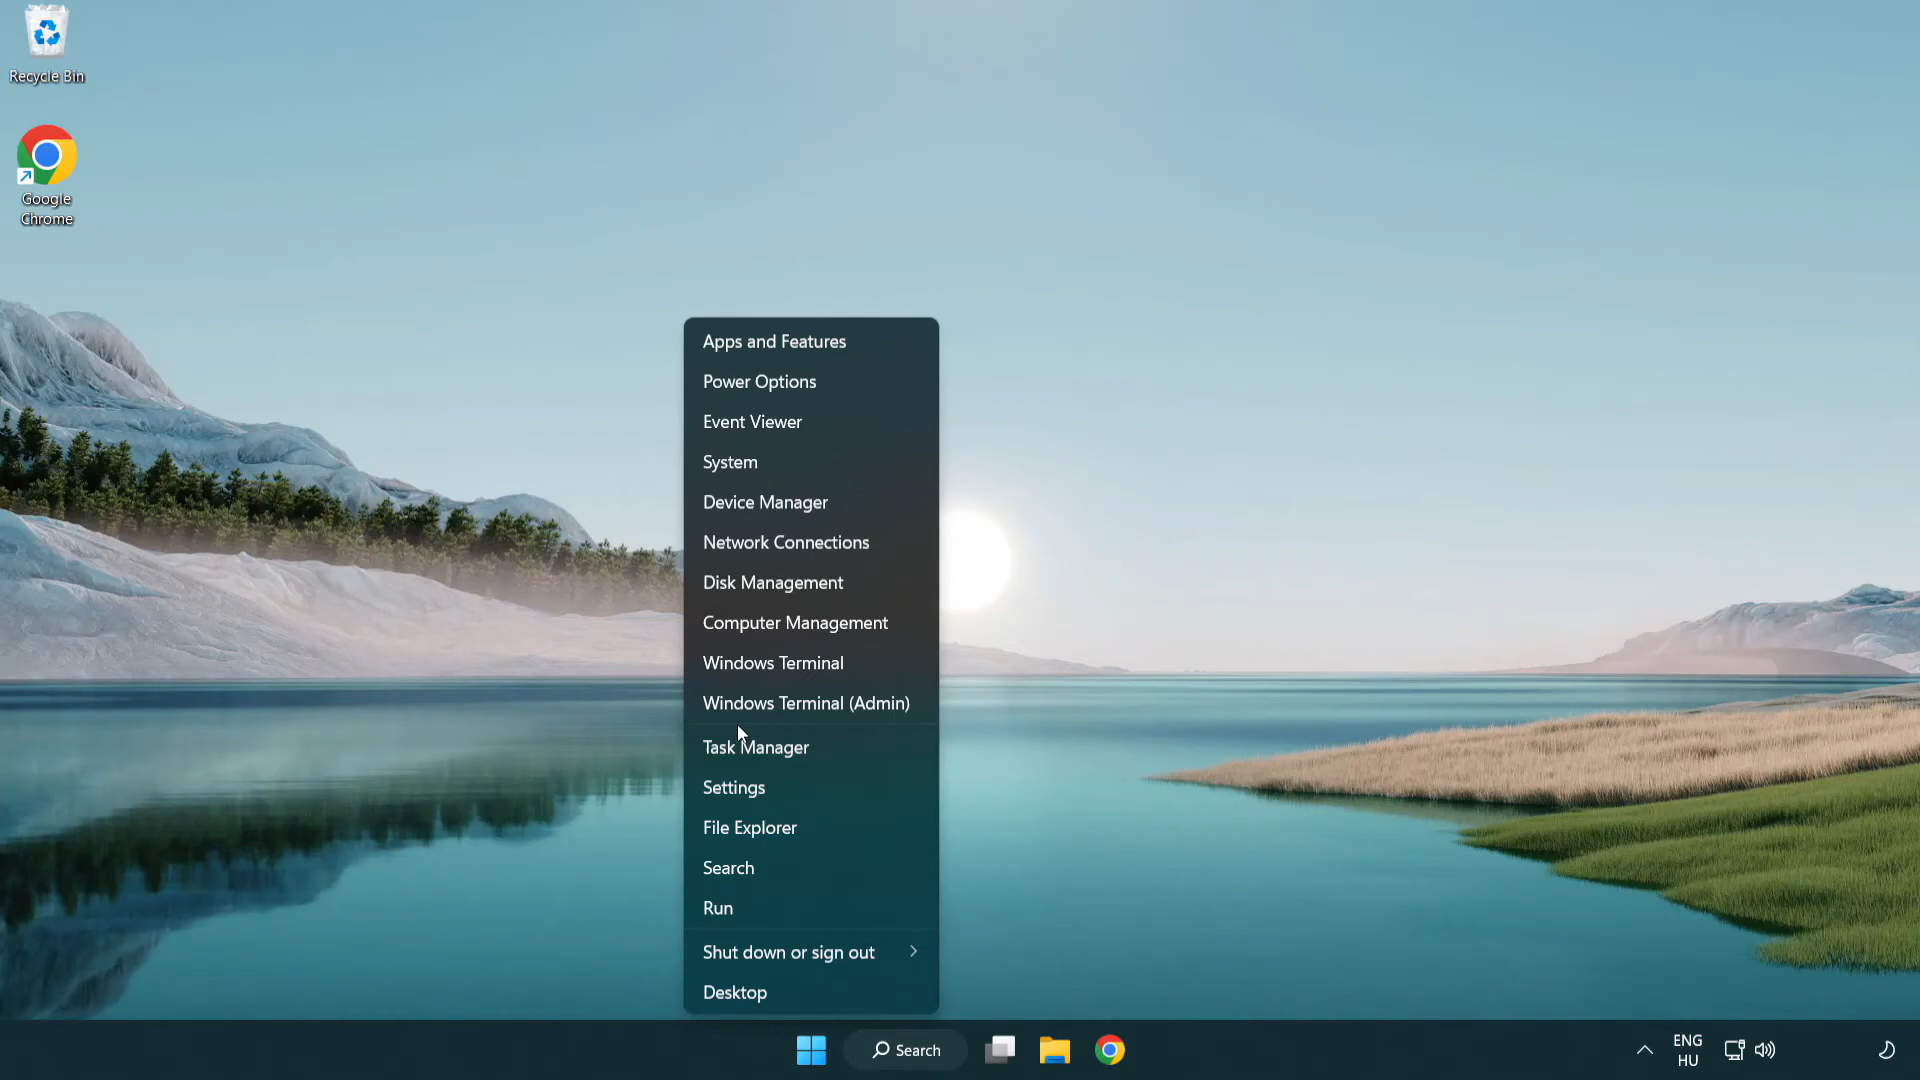 Recycle Bin
Google
Chrome
Apps and Features
Power Options
Event Viewer
System
Device Manager
Network Connections
Disk Management
Computer Management
Windows Terminal
Windows Terminal (Admin)
Task Manager
Settings
File Explorer
Search
Run
Shut down or sign out
Desktop
Search
ENG
HU